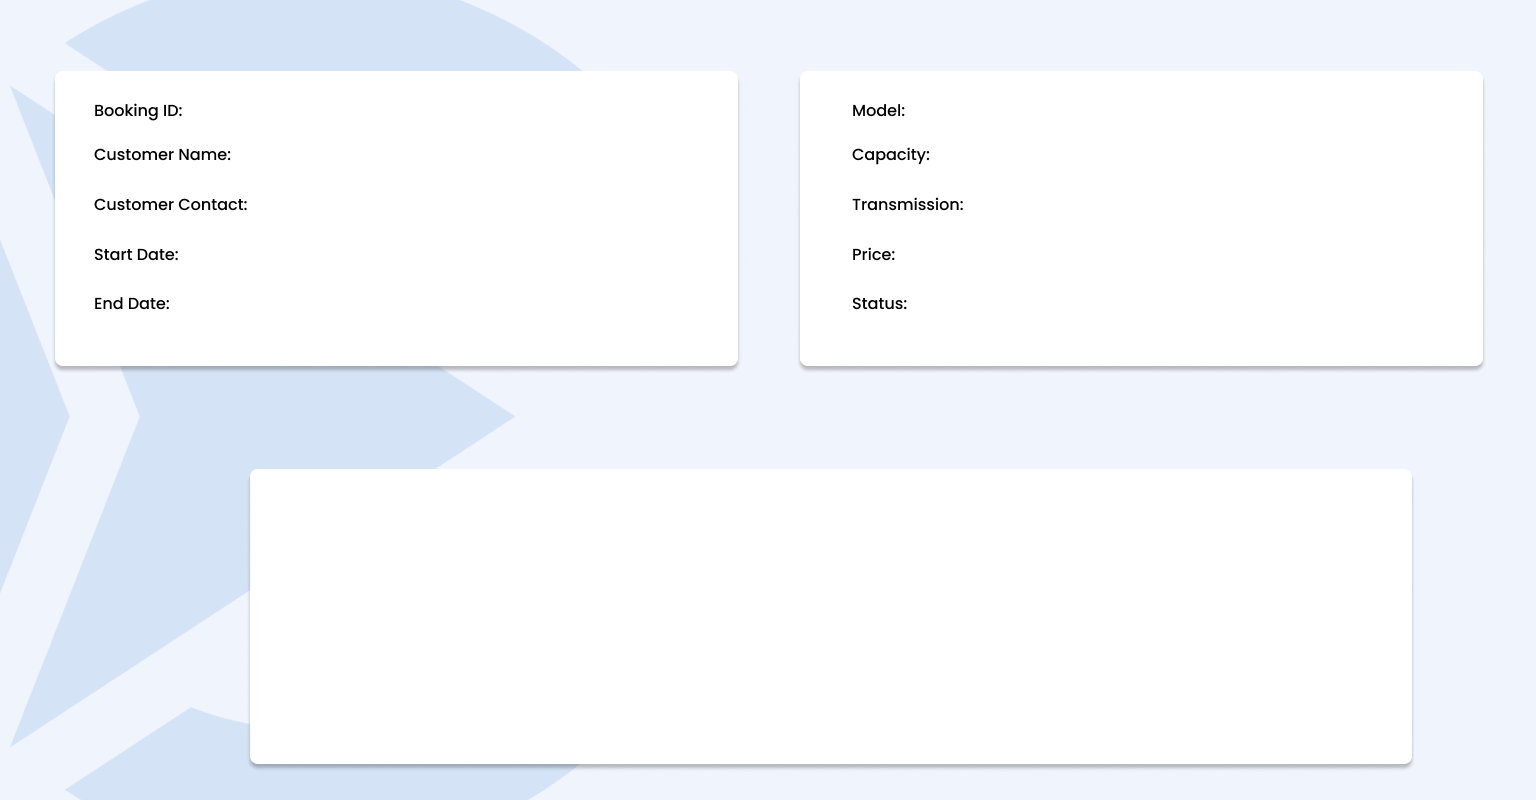 Booking ID:
Customer Name:
Customer Contact:
Start Date:
End Date:
Model:
Capacity:
Transmission:
Price:
Status: